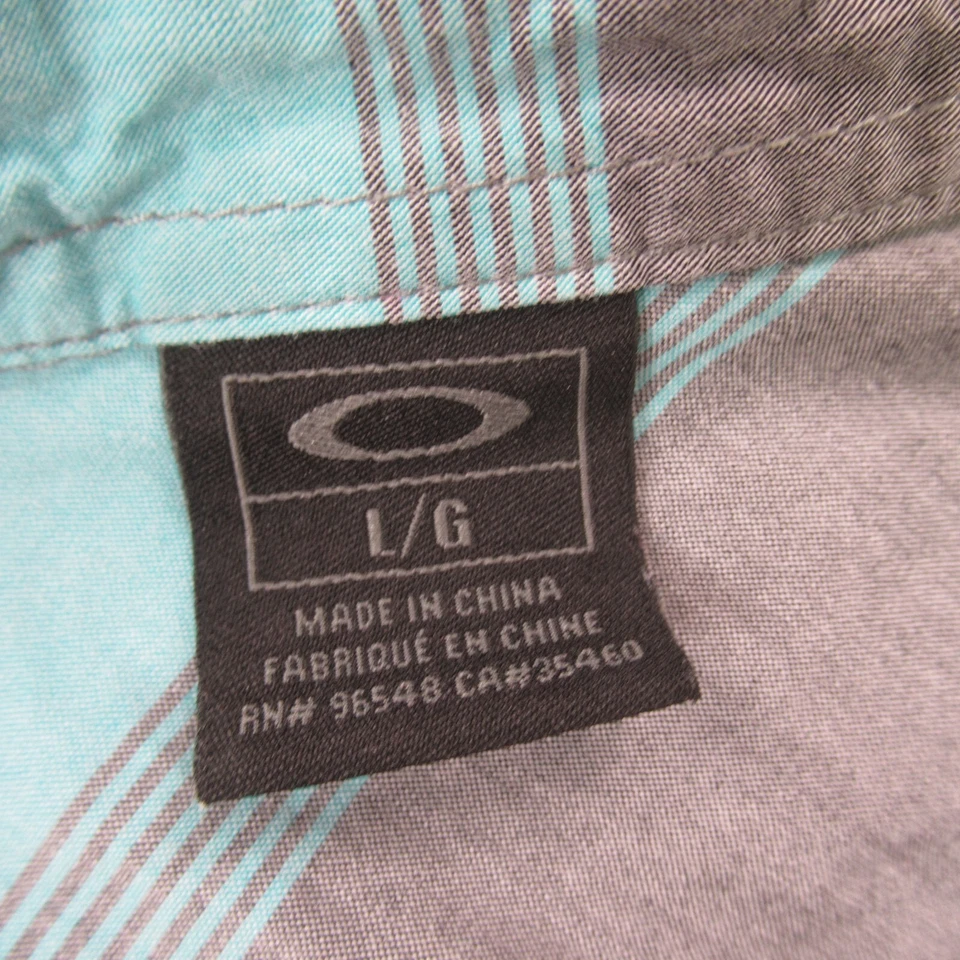 L/G
MADE IN CHINA
FABRIQUÉ EN CHINE
RN# 96548 CA#35460